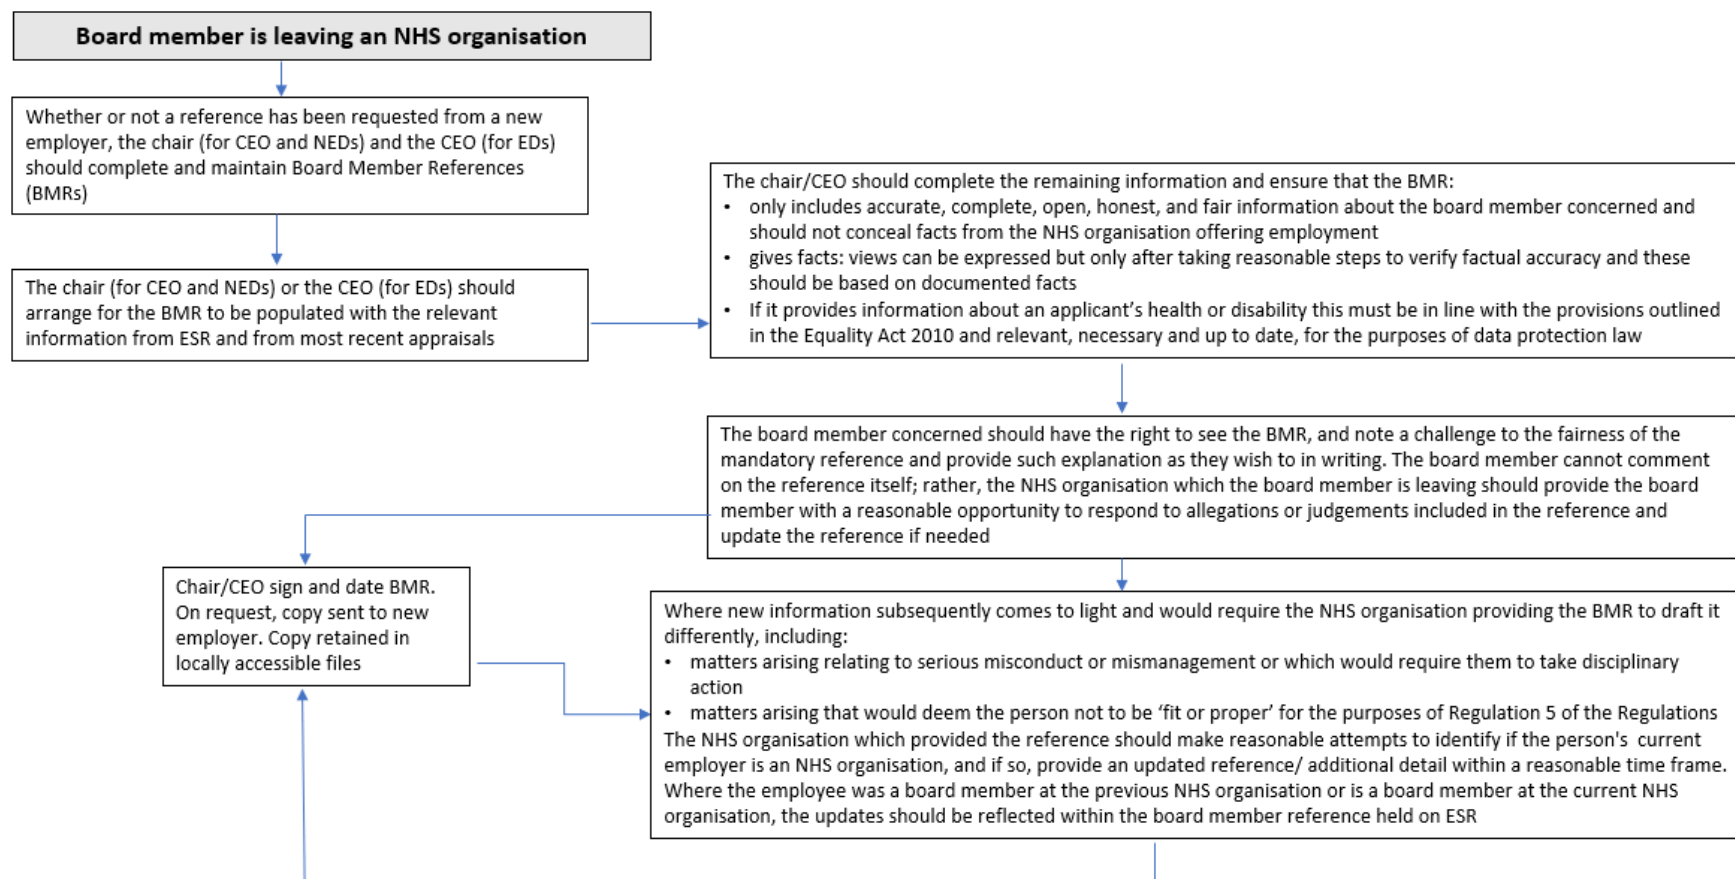 Board member is leaving an NHS organisation
Whether or not a reference has been requested from a new
employer, the chair (for CEO and NEDs) and the CEO (for EDs)
should complete and maintain Board Member References
(BMRs)
The chair (for CEO and NEDs) or the CEO (for EDs) should
arrange for the BMR to be populated with the relevant
information from ESR and from most recent appraisals
The chair/CEO should complete the remaining information and ensure that the BMR:
• only includes accurate, complete, open, honest, and fair information about the board member concerned and
should not conceal facts from the NHS organisation offering employment
• gives facts: views can be expressed but only after taking reasonable steps to verify factual accuracy and these
should be based on documented facts
• If it provides information about an applicant's health or disability this must be in line with the provisions outlined
in the Equality Act 2010 and relevant, necessary and up to date, for the purposes of data protection law
The board member concerned should have the right to see the BMR, and note a challenge to the fairness of the
mandatory reference and provide such explanation as they wish to in writing. The board member cannot comment
on the reference itself; rather, the NHS organisation which the board member is leaving should provide the board
member with a reasonable opportunity to respond to allegations or judgements included in the reference and
update the reference if needed
Chair/CEO sign and date BMR.
On request, copy sent to new
employer. Copy retained in
locally accessible files
Where new information subsequently comes to light and would require the NHS organisation providing the BMR to draft it
differently, including:
• matters arising relating to serious misconduct or mismanagement or which would require them to take disciplinary
action
• matters arising that would deem the person not to be ‘fit or proper’ for the purposes of Regulation 5 of the Regulations
The NHS organisation which provided the reference should make reasonable attempts to identify if the person's current
employer is an NHS organisation, and if so, provide an updated reference/ additional detail within a reasonable time frame.
Where the employee was a board member at the previous NHS organisation or is a board member at the current NHS
organisation, the updates should be reflected within the board member reference held on ESR